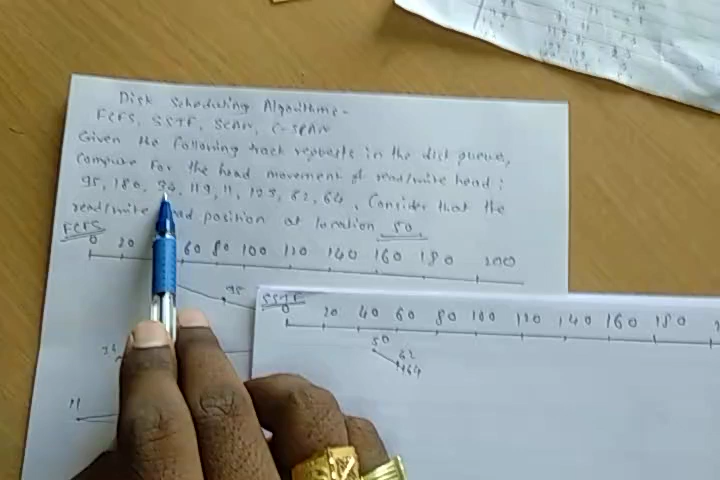 Disk Scheduling Algorithms-
FCFS, SSTF, SCAN, C-SCAN
Given the following track requests in the disk queue,
compute for the head movement of read/write head:
95, 180, 34, 119, 11, 123, 62, 64. Consider that the
read/write head position at location 50.
FCFS
0 20 60 80 100 120 140 160 180 200
95
34
11
SSTF
0 20 40 60 80 100 120 140 160 180
50
62
64